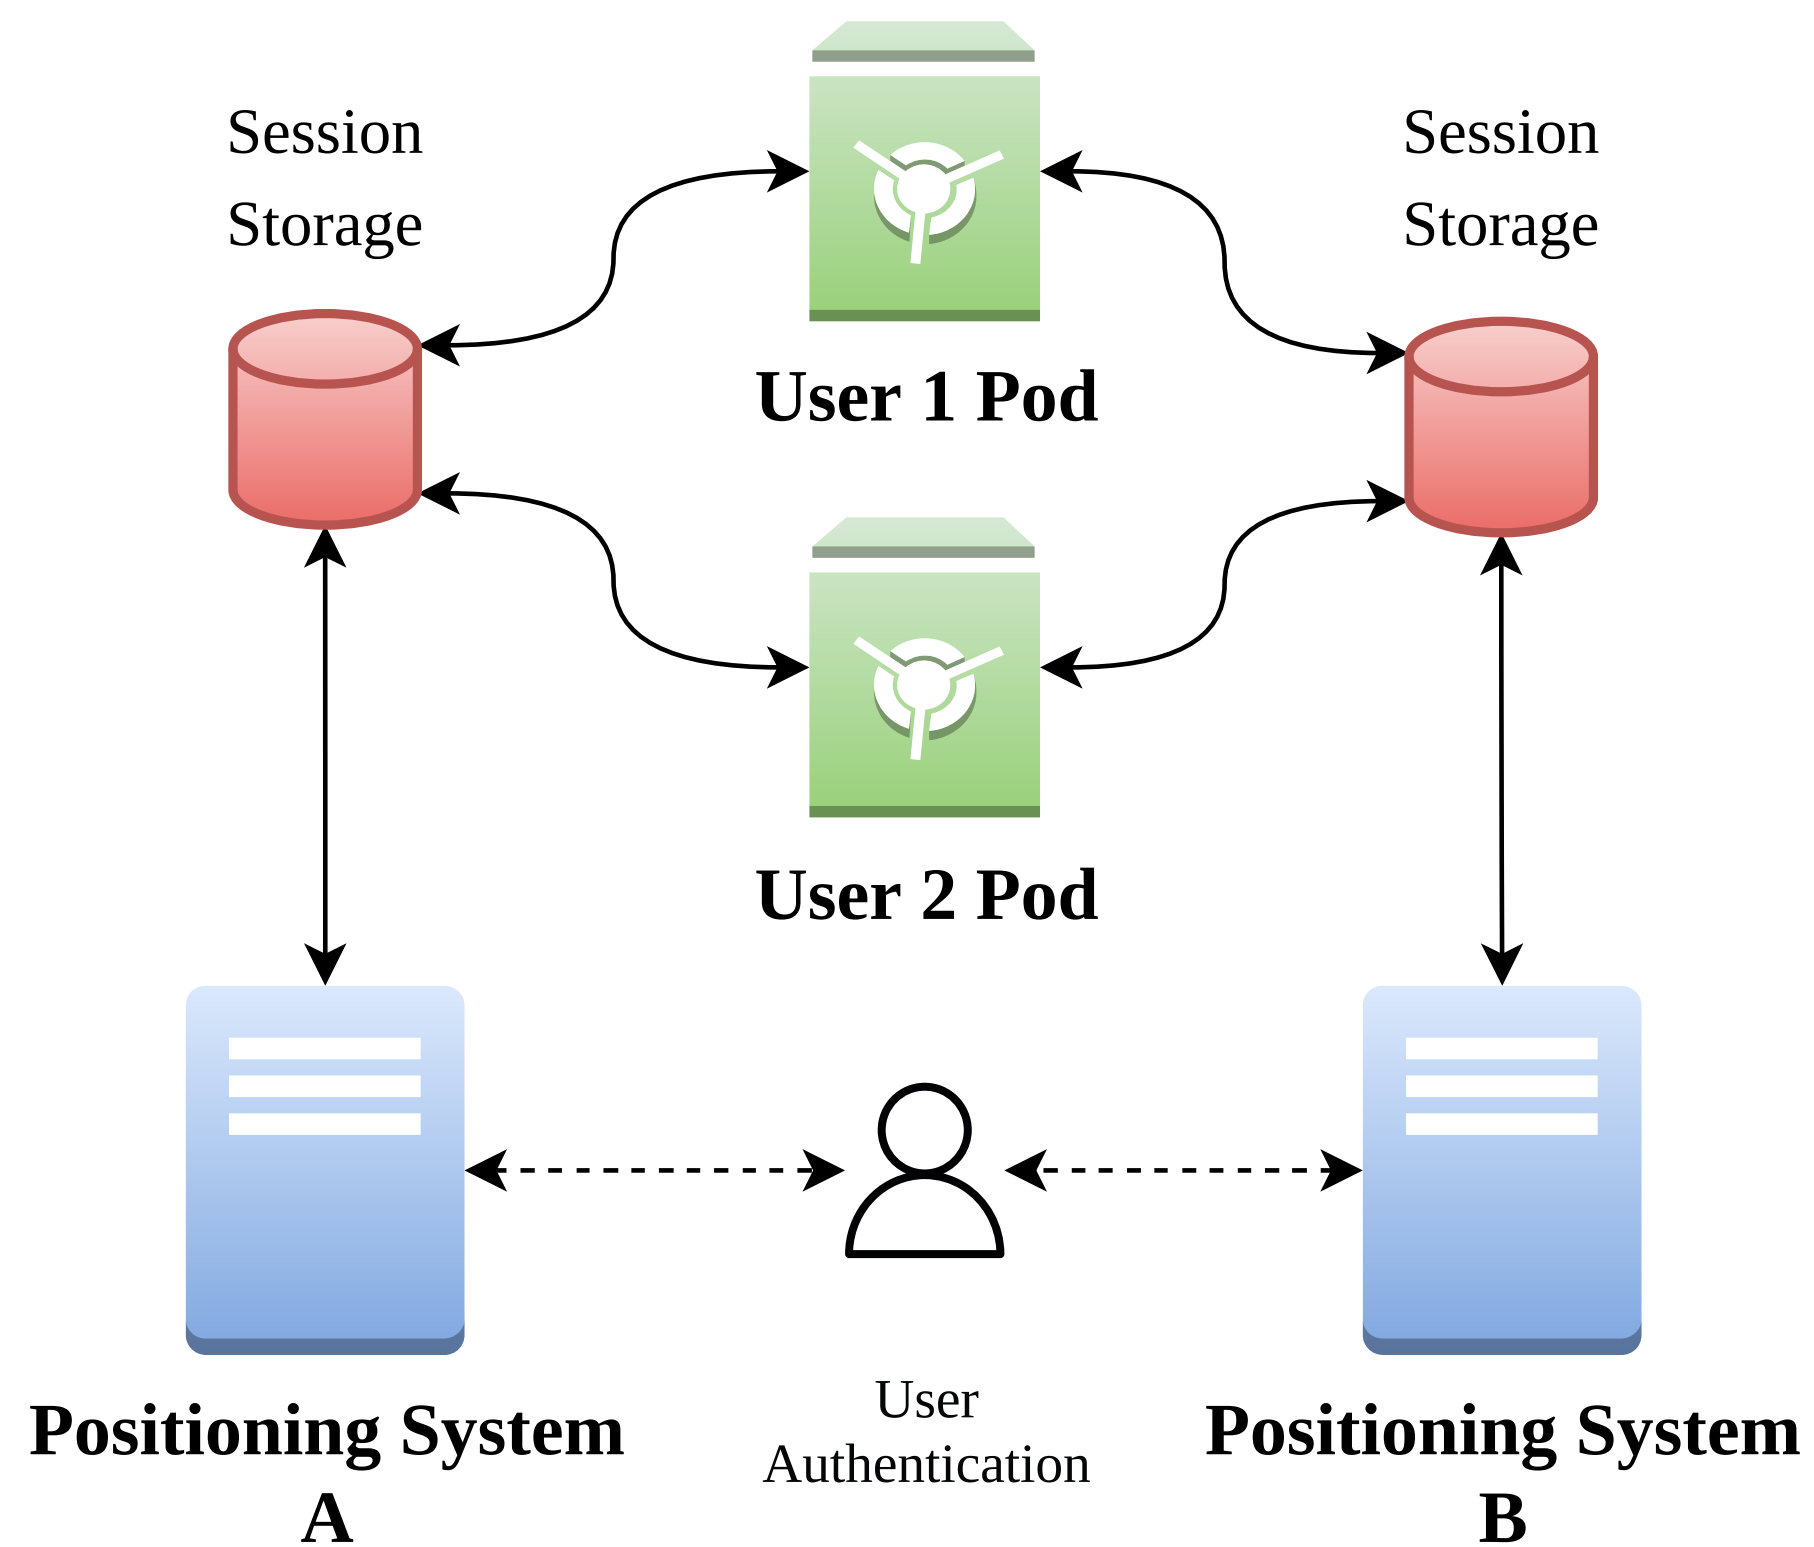 Session
Storage
Session
Storage
User 1 Pod
User 2 Pod
User
Authentication
Positioning System
A
Positioning System
B